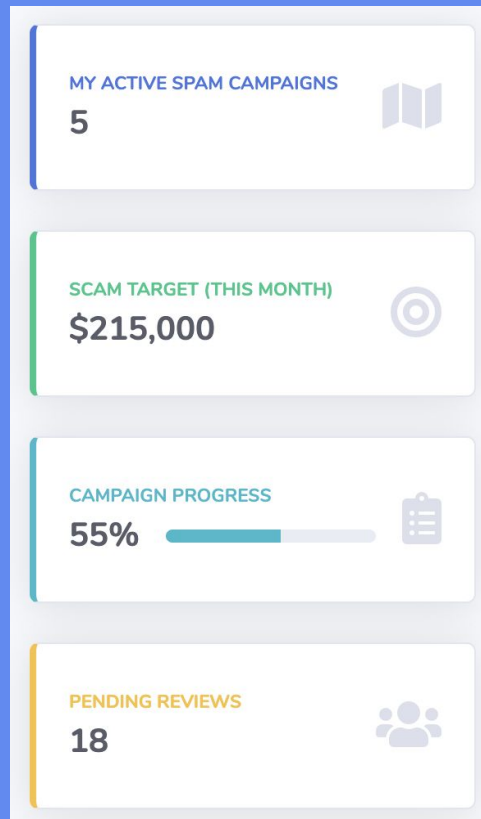 MY ACTIVE SPAM CAMPAIGNS
5
SCAM TARGET (THIS MONTH)
$215,000
CAMPAIGN PROGRESS
55%
PENDING REVIEWS
18